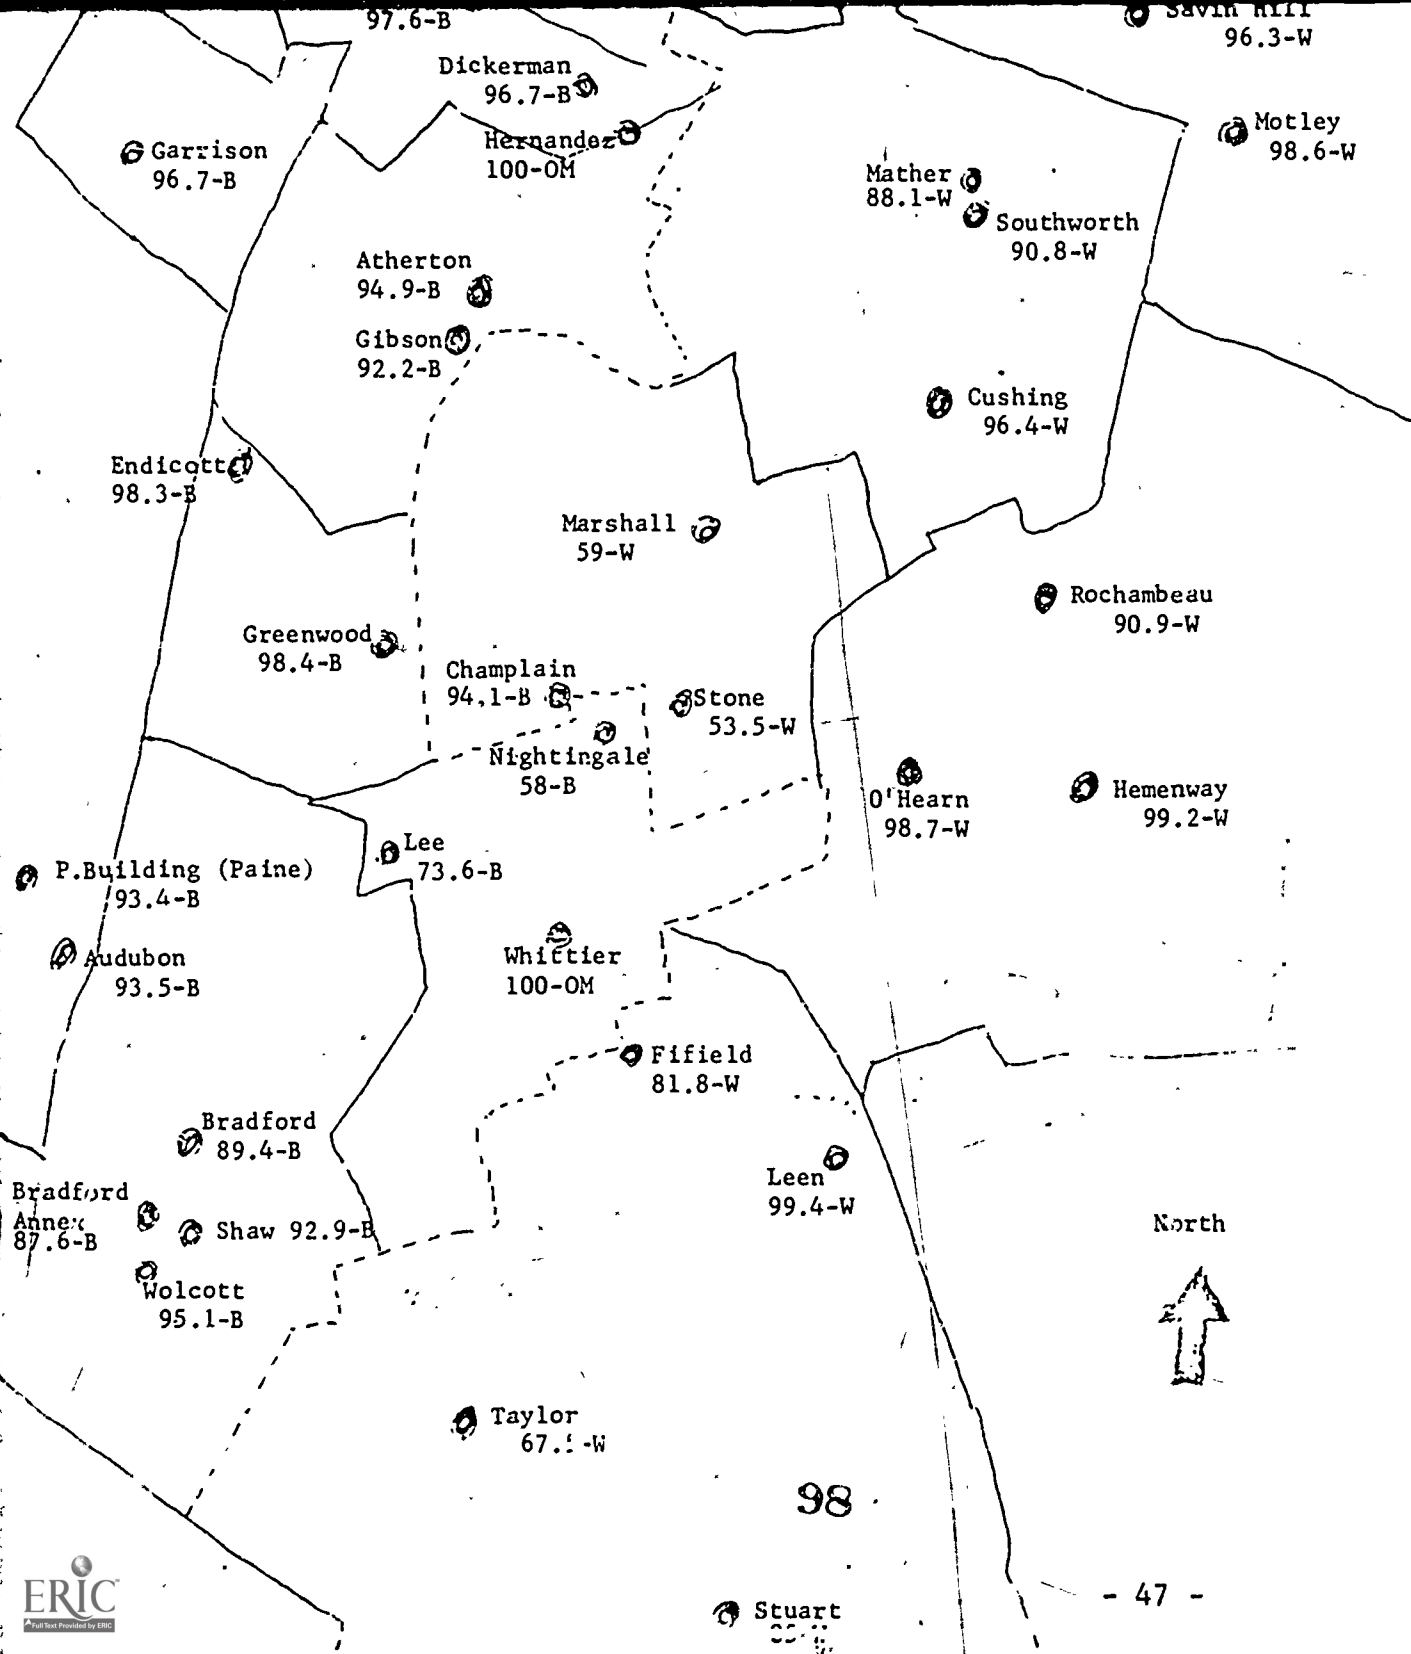 97.6-B
Savin Hill
96.3-W
Dickerman
96.7-B
Motley
98.6-W
Hernandez
100-OM
Garrison
96.7-B
Mather
88.1-W
Southworth
90.8-W
Atherton
94.9-B
Gibson
92.2-B
Cushing
96.4-W
Endicott
98.3-B
Marshall
59-W
Rochambeau
90.9-W
Greenwood
98.4-B
Champlain
94.1-B
Stone
53.5-W
Nightingale
58-B
O'Hearn
98.7-W
Hemenway
99.2-W
Lee
73.6-B
P.Building (Paine)
93.4-B
Audubon
93.5-B
Whittier
100-OM
Fifield
81.8-W
Bradford
89.4-B
Leen
99.4-W
Bradford
Annex
87.6-B
Shaw 92.9-B
North
Wolcott
95.1-B
Taylor
98
- 47 -
Stuart
ERIC
Full Text Provided by ERIC